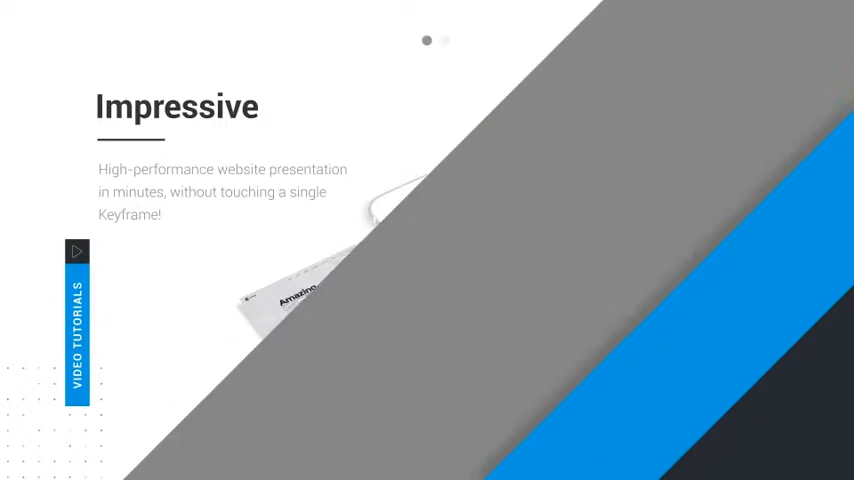 Impressive
High-performance website presentation
in minutes, without touching a single
Keyframe!
Amazing
VIDEO TUTORIALS